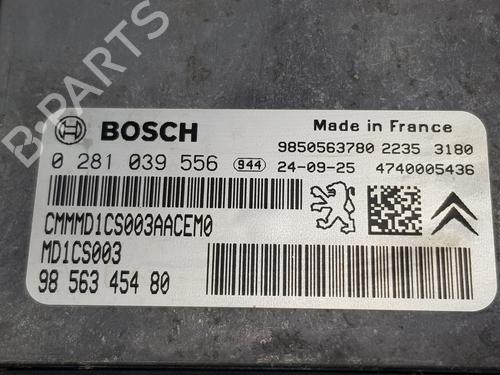 B-PARTS
BOSCH
Made in France
9850563780 2235 3180
0 281 039 556 944 24-09-25 4740005436
CMMMD1CS003AACEM0
MD1CS003
98 563 454 80